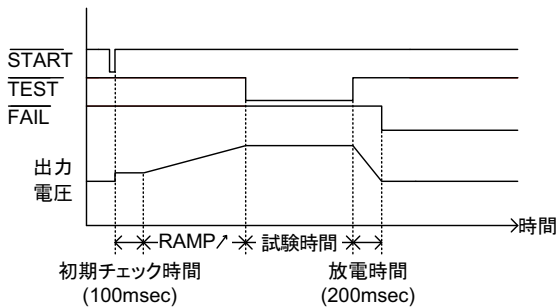 START
TEST
FAIL
出力
電圧
時間
RAMP↗
試験時間
初期チェック時間
(100msec)
放電時間
(200msec)